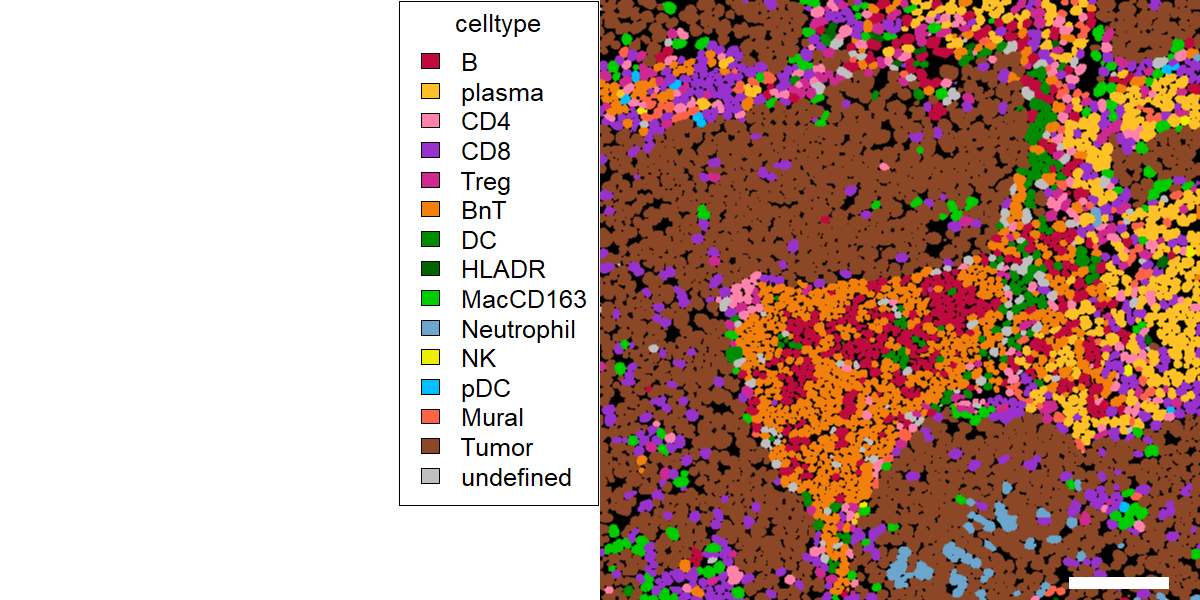 celltype
B
plasma
CD4
CD8
Treg
BnT
DC
HLADR
MacCD163
Neutrophil
NK
pDC
Mural
Tumor
undefined